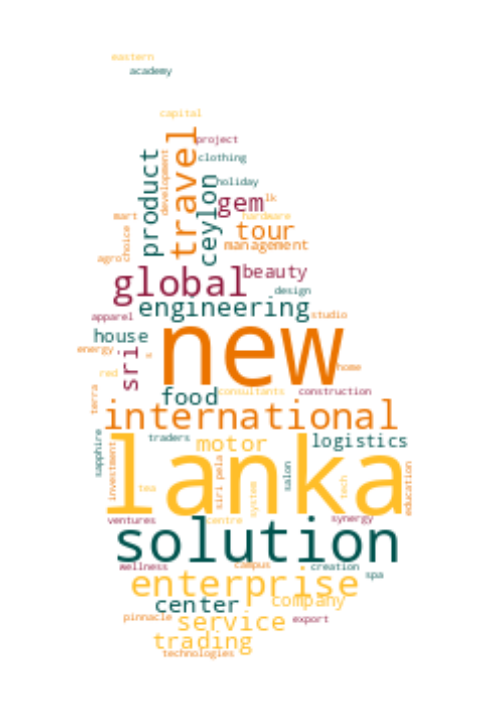 eastern
academy
capital
project
travel
product
development
clothing
ceylon
holiday
gem
lk
mart
hardware
choice
tour
management
agro
beauty
global
design
engineering
apparel
studio
new
house
energy
sri
home
red
food
consultants
construction
terra
international
traders
motor
logistics
sapphire
investment
lanka
siri pela
salon
tech
education
tea
system
ventures
centre
synergy
solution
wellness
campus
creation
spa
enterprise
center
company
pinnacle
service
export
trading
technologies